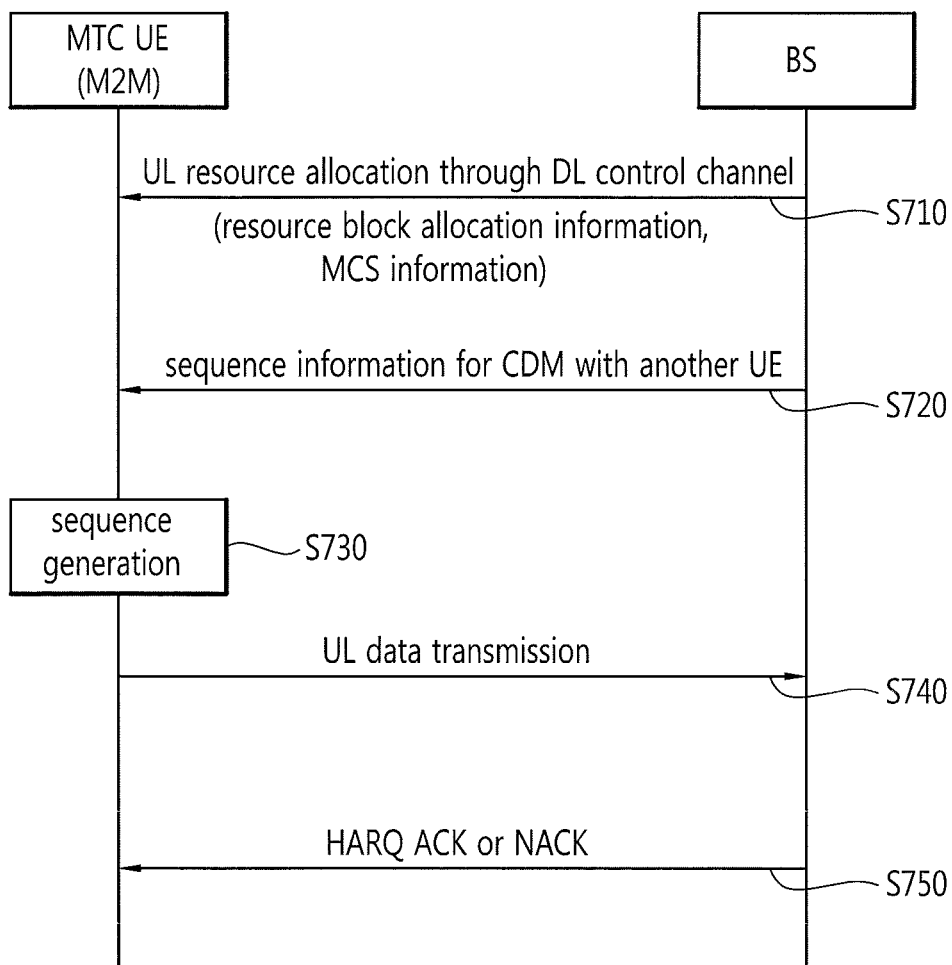 MTC UE
(M2M)
BS
UL resource allocation through DL control channel
S710
(resource block allocation information,
MCS information)
sequence information for CDM with another UE
S720
sequence
generation
S730
UL data transmission
S740
HARQ ACK or NACK
S750